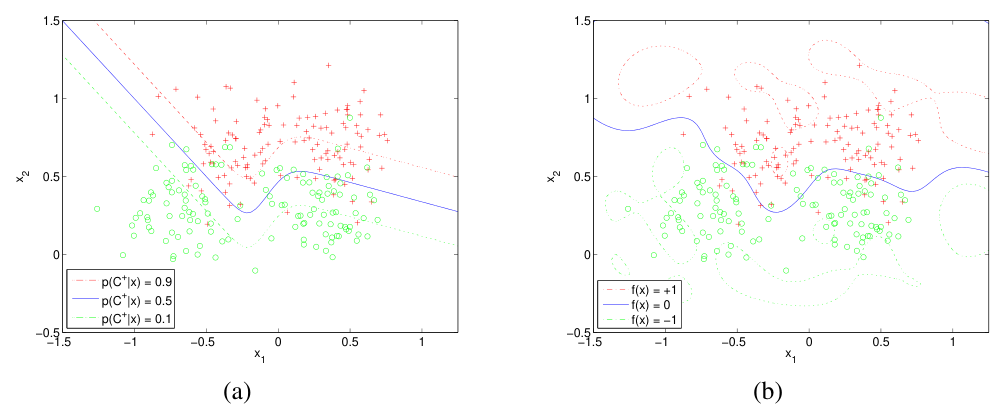 1.5
1
0.5
0
−0.5
x2
−1.5
−1
−0.5
0
0.5
1
x1
p(C+|x) = 0.9
p(C+|x) = 0.5
p(C+|x) = 0.1
(a)
1.5
1
0.5
0
−0.5
x2
−1.5
−1
−0.5
0
0.5
1
x1
f(x) = +1
f(x) = 0
f(x) = −1
(b)